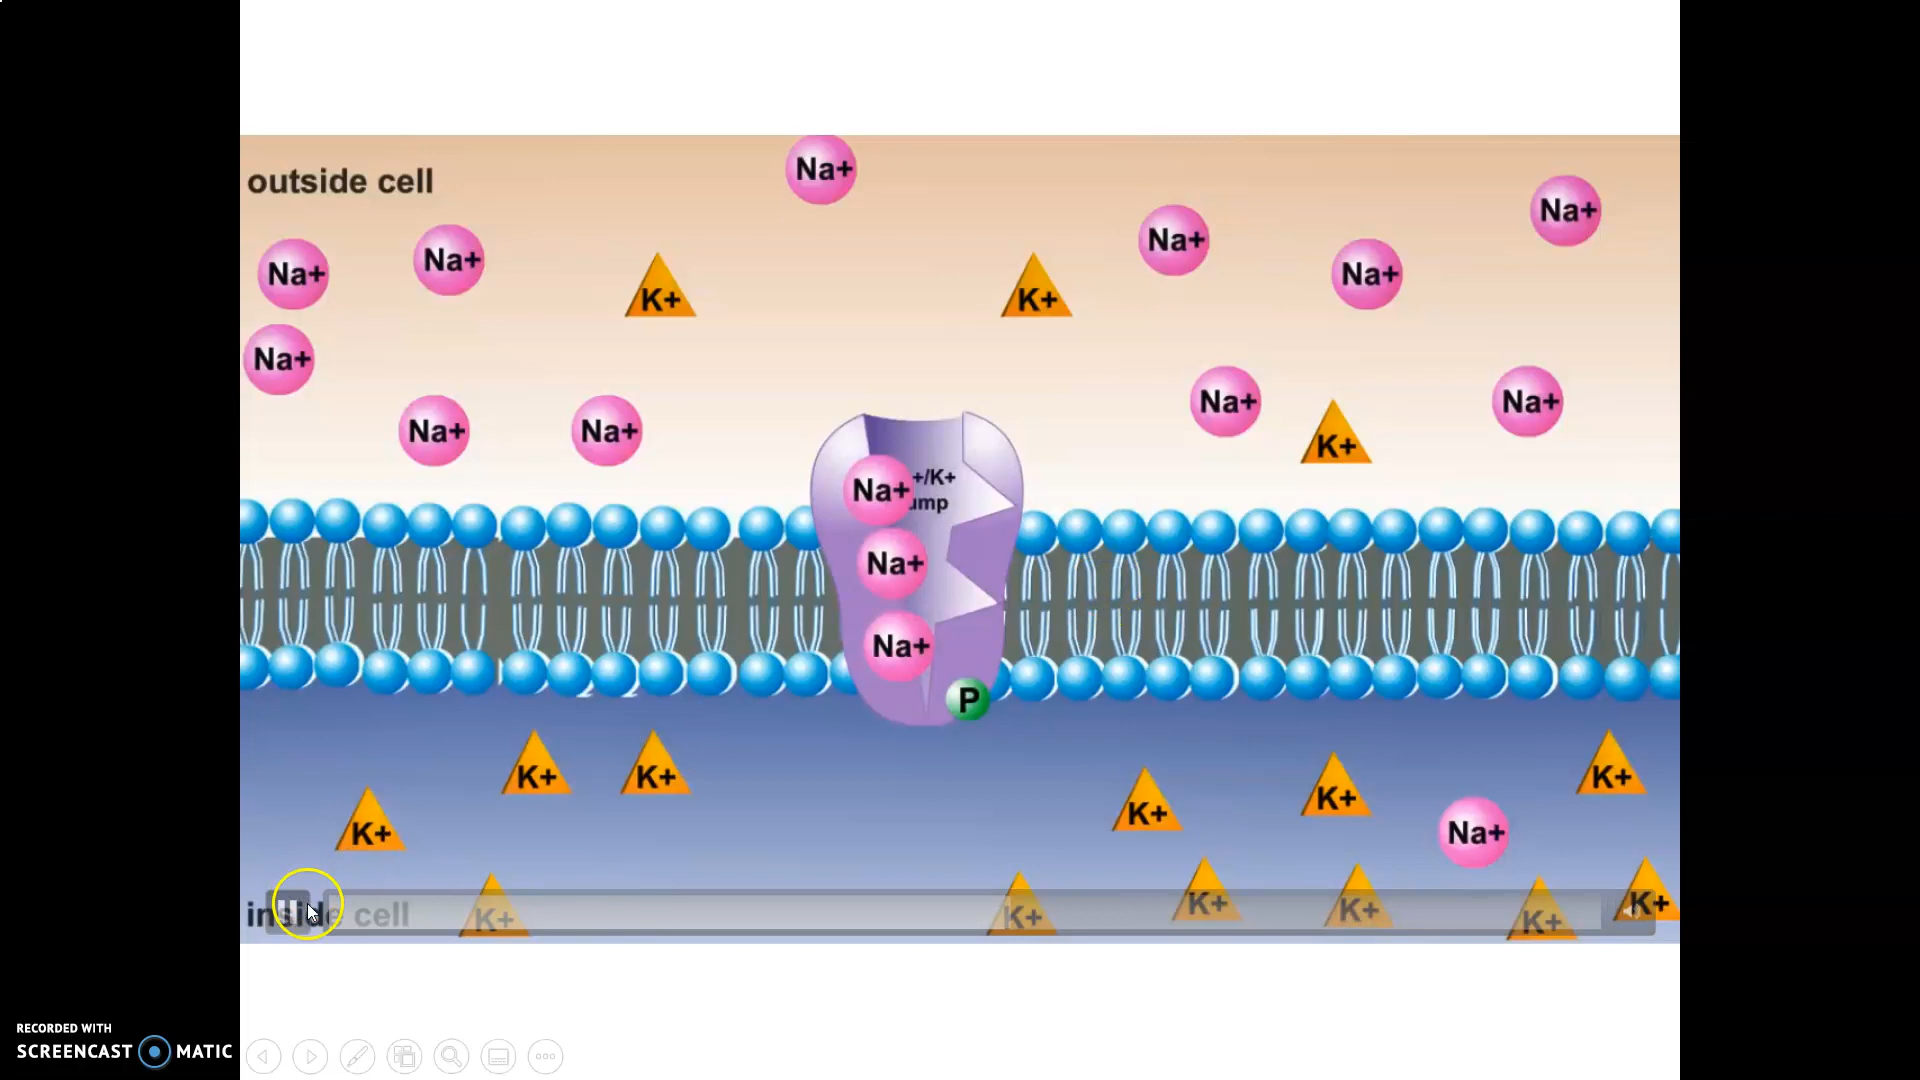 outside cell
Na+
Na+
Na+
Na+
Na+
Na+
K+
K+
Na+
Na+
Na+
Na+
Na+
K+
Na+ +/K+
ump
Na+
Na+
P
K+
K+
K+
K+
K+
K+
K+
Na+
inside cell
K+
K+
K+
K+
K+
K+
RECORDED WITH
SCREENCAST MATIC